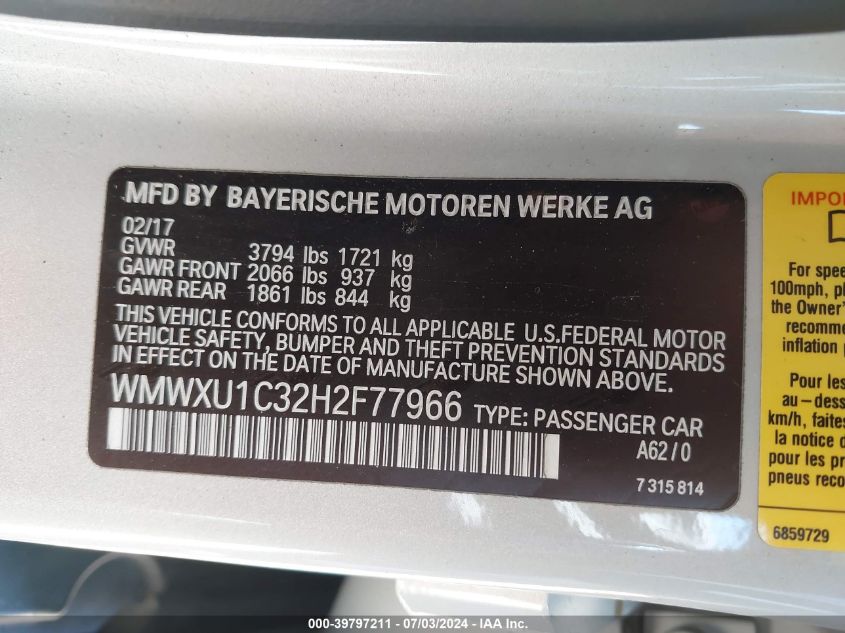 MFD BY BAYERISCHE MOTOREN WERKE AG
02/17
GVWR 3794 lbs 1721 kg
GAWR FRONT 2066 lbs 937 kg
GAWR REAR 1861 lbs 844 kg
THIS VEHICLE CONFORMS TO ALL APPLICABLE U.S.FEDERAL MOTOR
VEHICLE SAFETY, BUMPER AND THEFT PREVENTION STANDARDS
IN EFFECT ON THE DATE OF MANUFACTURE SHOWN ABOVE.
WMWXU1C32H2F77966 TYPE: PASSENGER CAR
A62/0
7 315 814
IMPO
For spee
100mph, pl
the Owner'
recomme
inflation p
Pour les
au-dess
km/h, faites
la notice d
pour les pr
pneus reco
6859729
000-39797211 - 07/03/2024 - IAA Inc.